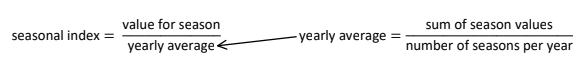 seasonal index = value for season / yearly average
yearly average = sum of season values / number of seasons per year